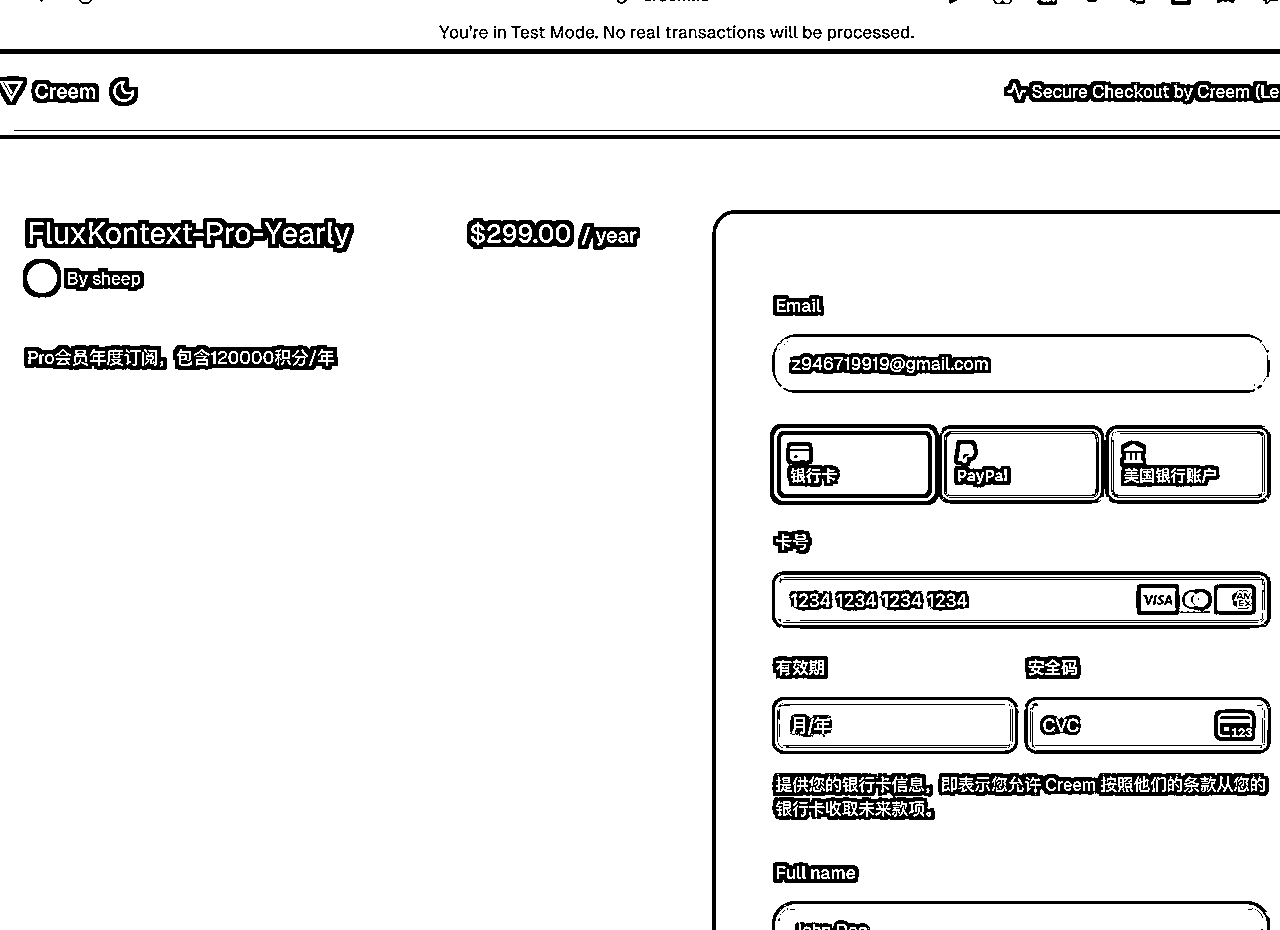 You're in Test Mode. No real transactions will be processed.
Creem
Secure Checkout by Creem (Le
FluxKontext-Pro-Yearly
$299.00 / year
By sheep
Pro会员年度订阅，包含120000积分/年
Email
z946719919@gmail.com
银行卡
PayPal
美国银行账户
卡号
1234 1234 1234 1234
VISA
AM
EX
有效期
安全码
月/年
CVC
123
提供您的银行卡信息，即表示您允许 Creem 按照他们的条款从您的
银行卡收取未来款项。
Full name
John Doe